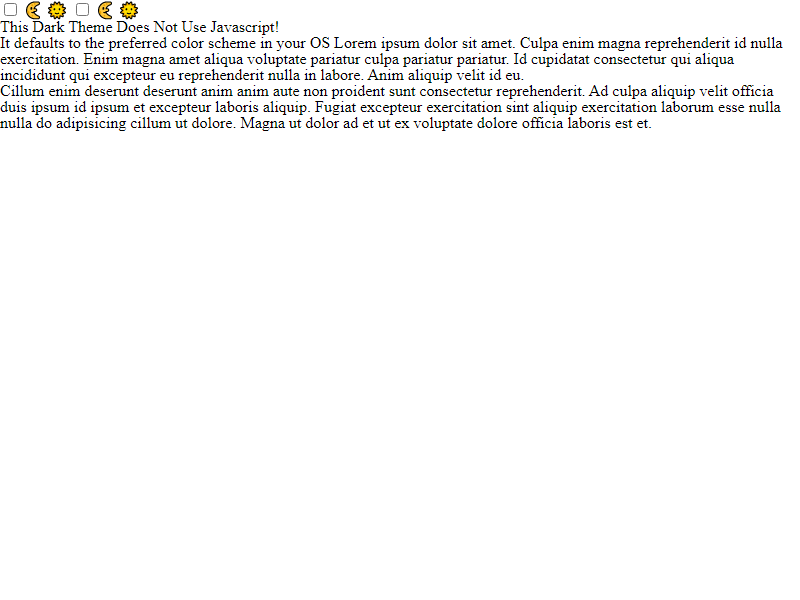 This Dark Theme Does Not Use Javascript!
It defaults to the preferred color scheme in your OS Lorem ipsum dolor sit amet. Culpa enim magna reprehenderit id nulla
exercitation. Enim magna amet aliqua voluptate pariatur culpa pariatur pariatur. Id cupidatat consectetur qui aliqua
incididunt qui excepteur eu reprehenderit nulla in labore. Anim aliquip velit id eu.
Cillum enim deserunt deserunt anim anim aute non proident sunt consectetur reprehenderit. Ad culpa aliquip velit officia
duis ipsum id ipsum et excepteur laboris aliquip. Fugiat excepteur exercitation sint aliquip exercitation laborum esse nulla
nulla do adipisicing cillum ut dolore. Magna ut dolor ad et ut ex voluptate dolore officia laboris est et.